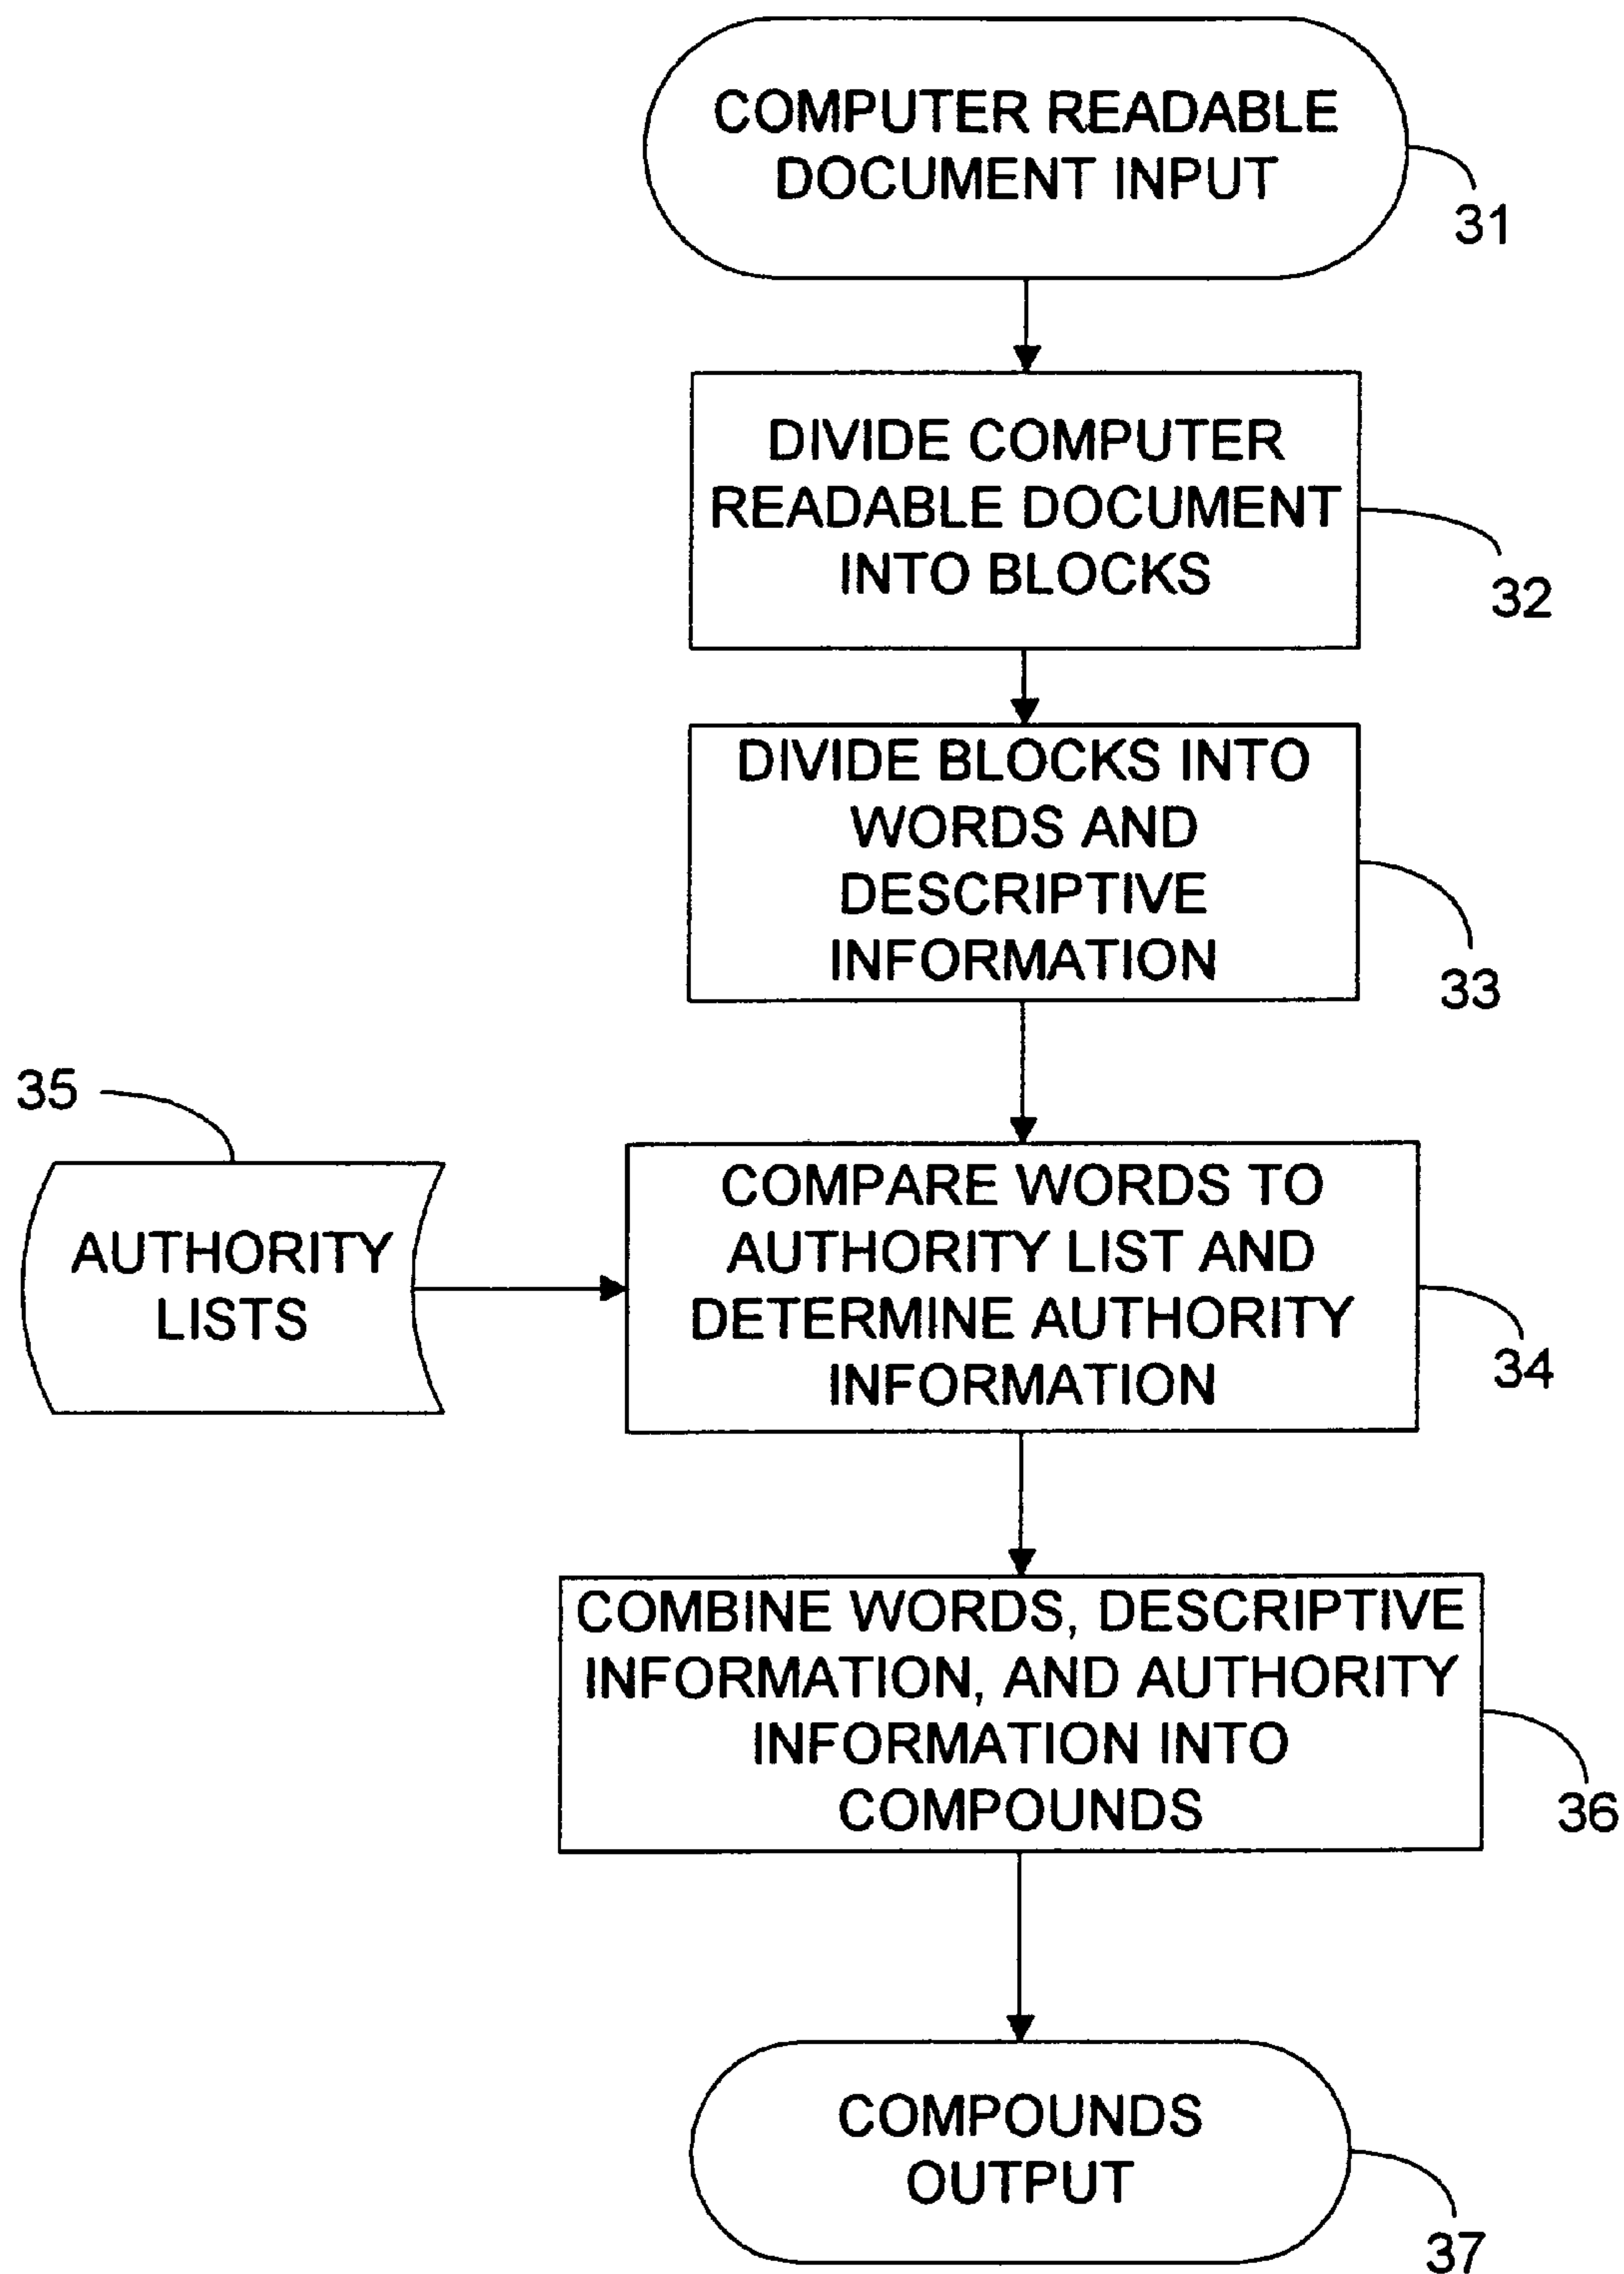 COMPUTER READABLE
DOCUMENT INPUT
31
DIVIDE COMPUTER
READABLE DOCUMENT
INTO BLOCKS
32
DIVIDE BLOCKS INTO
WORDS AND
DESCRIPTIVE
INFORMATION
33
35
AUTHORITY
LISTS
COMPARE WORDS TO
AUTHORITY LIST AND
DETERMINE AUTHORITY
INFORMATION
34
COMBINE WORDS, DESCRIPTIVE
INFORMATION, AND AUTHORITY
INFORMATION INTO
COMPOUNDS
36
COMPOUNDS
OUTPUT
37